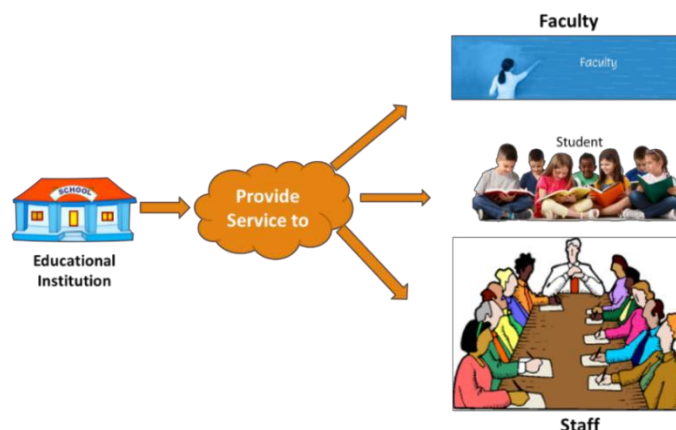 Faculty
Faculty
Student
SCHOOL
Provide
Service to
Educational
Institution
Staff